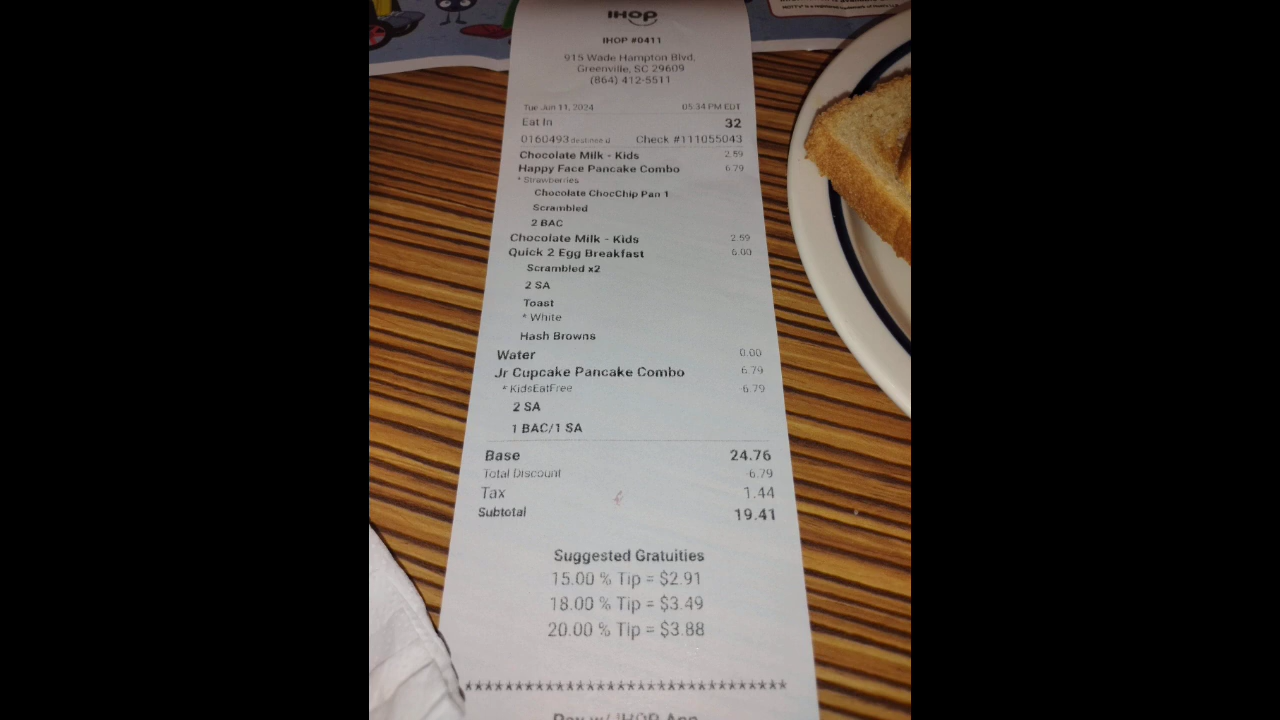 IHOP
IHOP #0411
915 Wade Hampton Blvd,
Greenville, SC 29609
(864) 412-5511
Tue Jun 11, 2024 05:34 PM EDT
Eat In 32
0160493 Check #111055043
Chocolate Milk - Kids 2.59
Happy Face Pancake Combo 6.79
* Strawberries
Chocolate ChocChip Pan 1
Scrambled
2 BAC
Chocolate Milk - Kids 2.59
Quick 2 Egg Breakfast 6.00
Scrambled x2
2 SA
Toast
* White
Hash Browns
Water 0.00
Jr Cupcake Pancake Combo 6.79
* KidsEatFree -6.79
2 SA
1 BAC/1 SA
Base 24.76
Total Discount -6.79
Tax 1.44
Subtotal 19.41
Suggested Gratuities
15.00 % Tip = $2.91
18.00 % Tip = $3.49
20.00 % Tip = $3.88
********************************
Pay w/ IHOP App